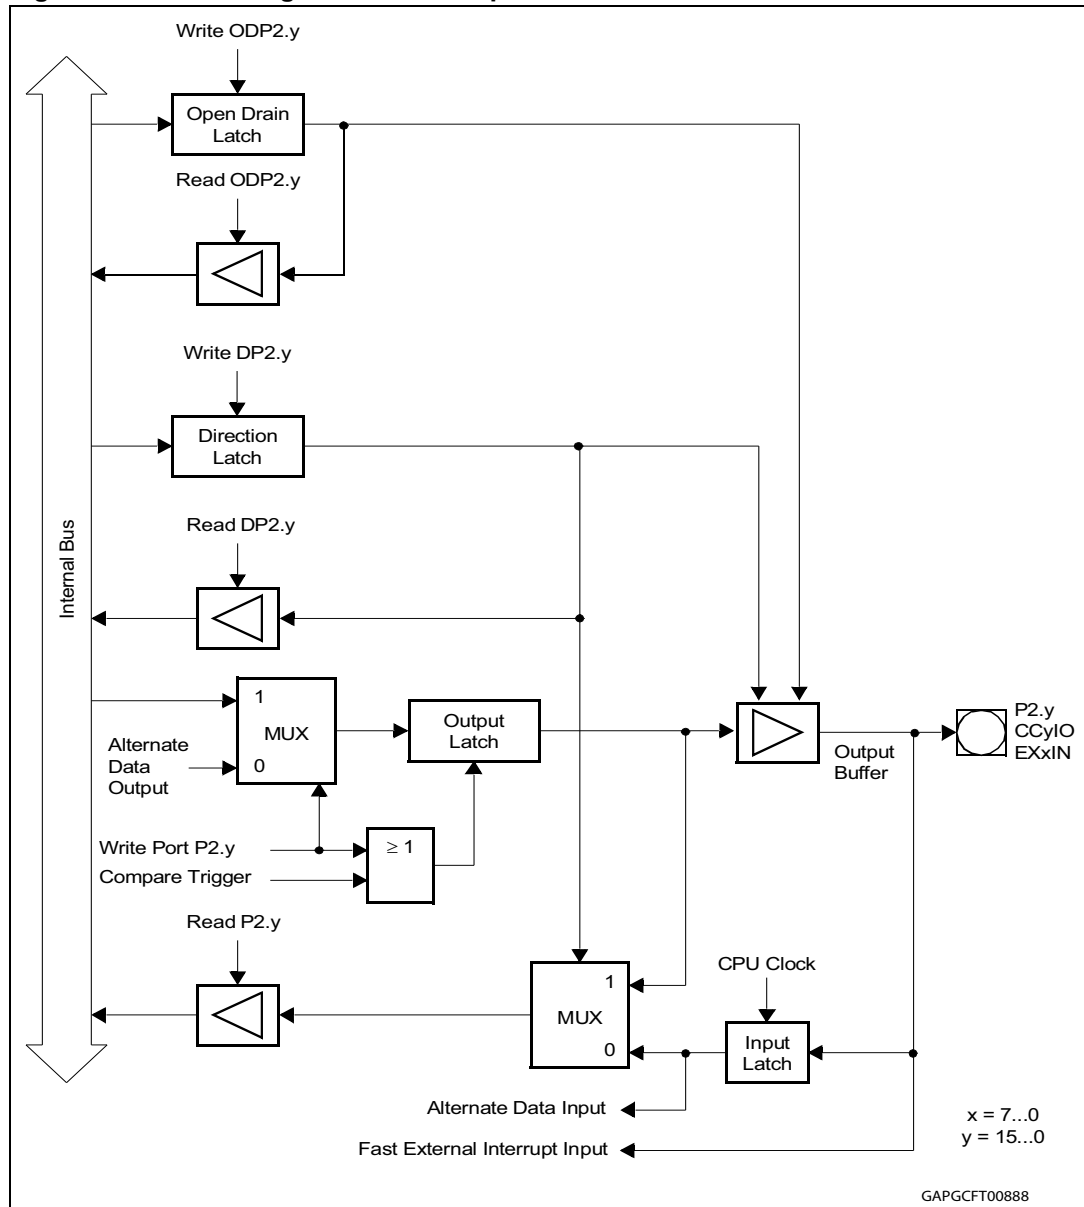 Write ODP2.y
Open Drain
Latch
Read ODP2.y
Write DP2.y
Direction
Latch
Read DP2.y
Internal Bus
1
MUX
0
Alternate
Data
Output
Output
Latch
Output
Buffer
P2.y
CCyIO
EXxIN
Write Port P2.y
≥ 1
Compare Trigger
Read P2.y
CPU Clock
1
MUX
0
Input
Latch
Alternate Data Input
Fast External Interrupt Input
x = 7...0
y = 15...0
GAPGCFT00888